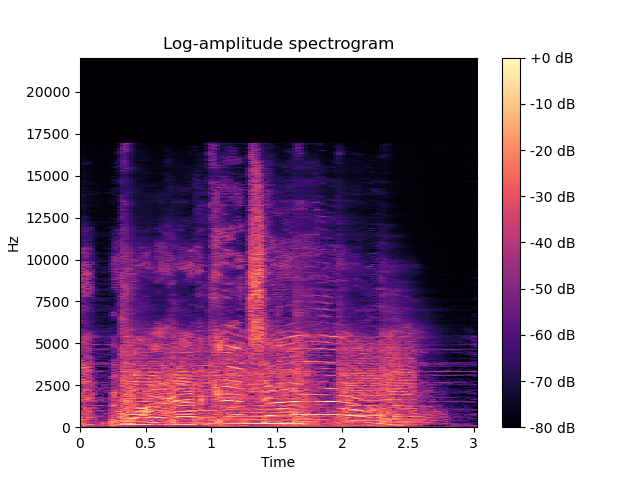 Log-amplitude spectrogram
20000
17500
15000
12500
10000
7500
5000
2500
0
Hz
0
0.5
1
1.5
2
2.5
3
Time
+0 dB
-10 dB
-20 dB
-30 dB
-40 dB
-50 dB
-60 dB
-70 dB
-80 dB